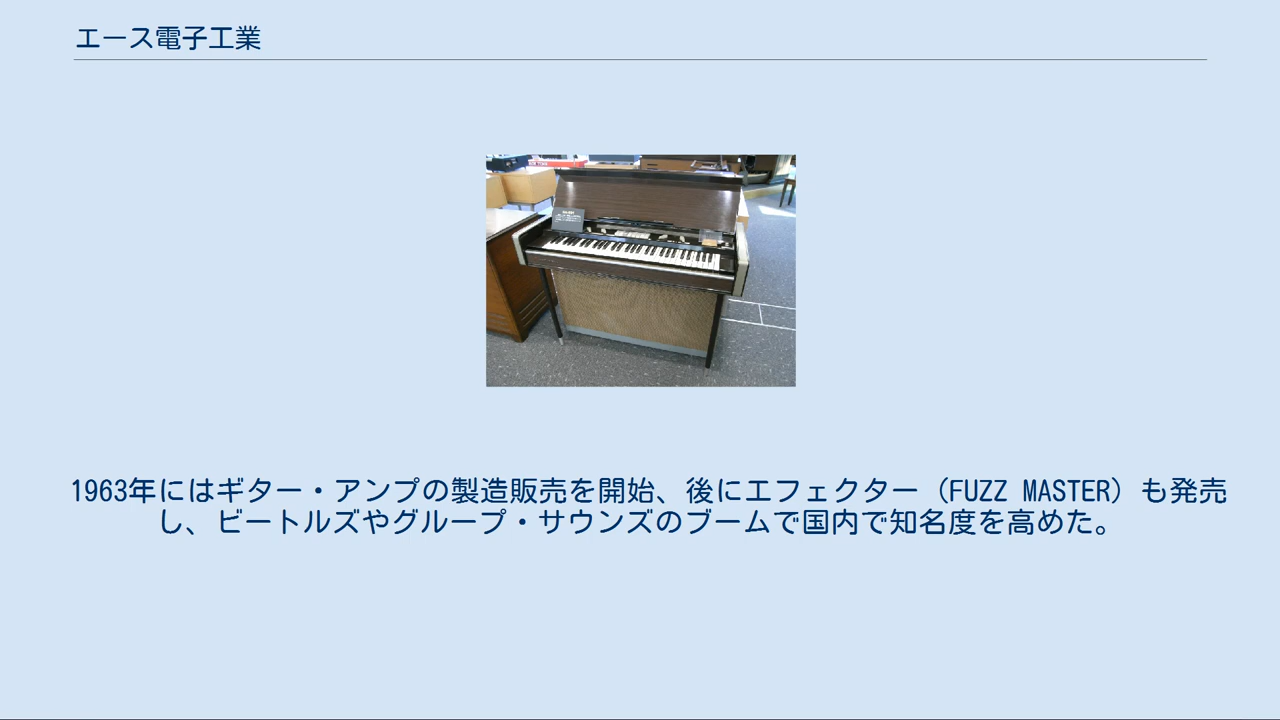 エース電子工業
1963年にはギター・アンプの製造販売を開始、後にエフェクター（FUZZ MASTER）も発売
し、ビートルズやグループ・サウンズのブームで国内で知名度を高めた。